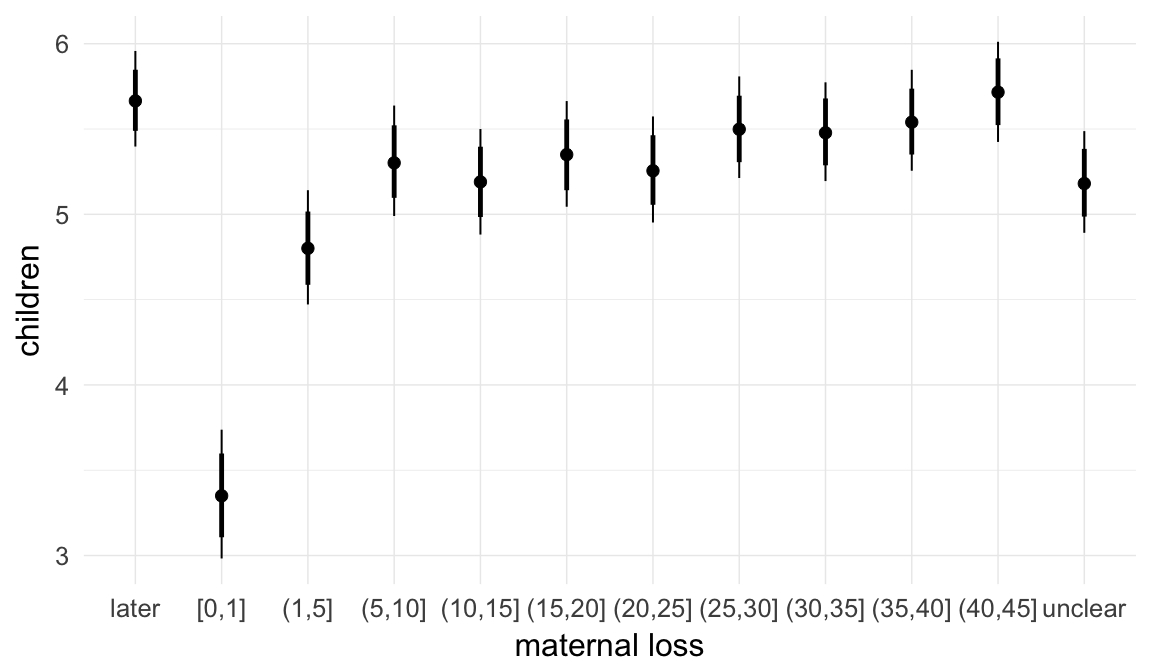 6
5
4
3
children
later [0,1] (1,5] (5,10] (10,15] (15,20] (20,25] (25,30] (30,35] (35,40] (40,45] unclear
maternal loss